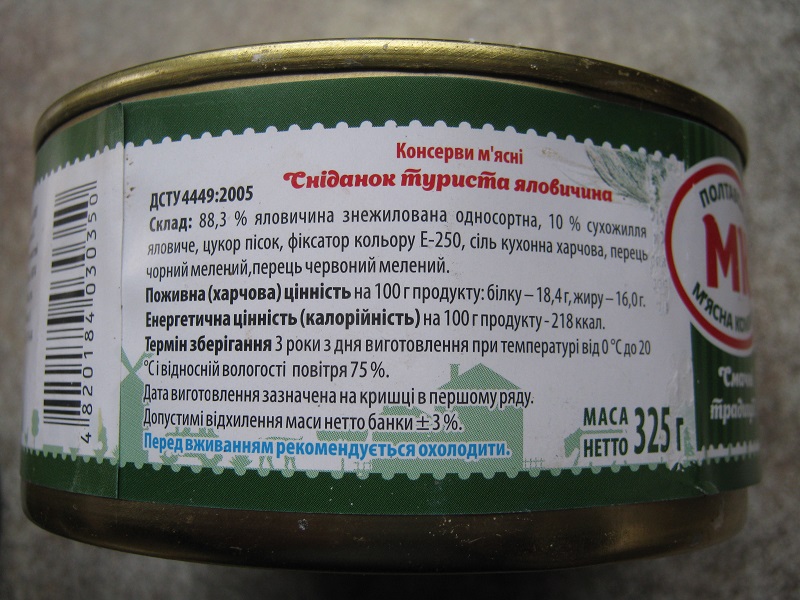 Консерви м'ясні
Сніданок туриста яловичина
ДСТУ 4449:2005
Склад: 88,3 % яловичина знежилована односортна, 10 % сухожилля
яловиче, цукор пісок, фіксатор кольору Е-250, сіль кухонна харчова, перець
чорний мелений,перець червоний мелений.
Поживна (харчова) цінність на 100 г продукту: білку – 18,4 г, жиру – 16,0 г.
Енергетична цінність (калорійність) на 100 г продукту - 218 ккал.
Термін зберігання 3 роки з дня виготовлення при температурі від 0 °С до 20
°С і відносній вологості повітря 75 %.
Дата виготовлення зазначена на кришці в першому ряду.
Допустимі відхилення маси нетто банки ± 3 %.
Перед вживанням рекомендується охолодити.
МАСА
НЕТТО 325 г
4 820184 030350
ПОЛТАВ
М'ЯСНА